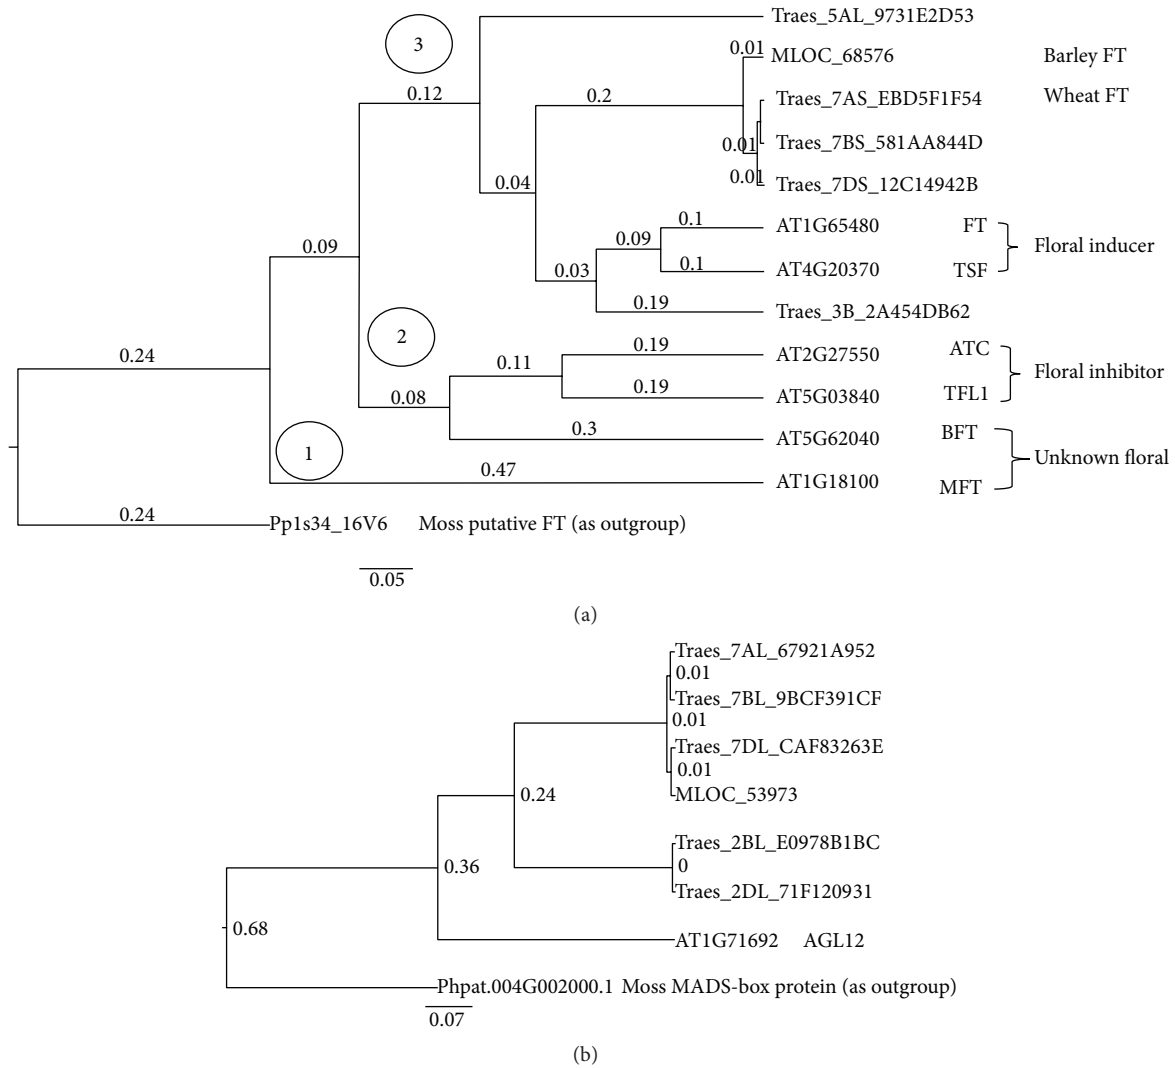 Traes_5AL_9731E2D53
3
0.01
MLOC_68576
Barley FT
0.12
0.2
Traes_7AS_EBD5F1F54
Wheat FT
0.01
Traes_7BS_581AA844D
0.04
0.01
Traes_7DS_12C14942B
0.1
AT1G65480
FT
0.09
0.09
Floral inducer
0.03
0.1
AT4G20370
TSF
0.19
Traes_3B_2A454DB62
2
0.24
0.19
AT2G27550
ATC
0.11
Floral inhibitor
0.08
0.19
AT5G03840
TFL1
0.3
AT5G62040
BFT
1
Unknown floral
0.47
AT1G18100
MFT
0.24
Pp1s34_16V6
Moss putative FT (as outgroup)
0.05
(a)
Traes_7AL_67921A952
0.01
Traes_7BL_9BCF391CF
0.01
Traes_7DL_CAF83263E
0.01
0.24
MLOC_53973
Traes_2BL_E0978B1BC
0.36
0
Traes_2DL_71F120931
0.68
AT1G71692 AGL12
Phpat.004G002000.1 Moss MADS-box protein (as outgroup)
0.07
(b)